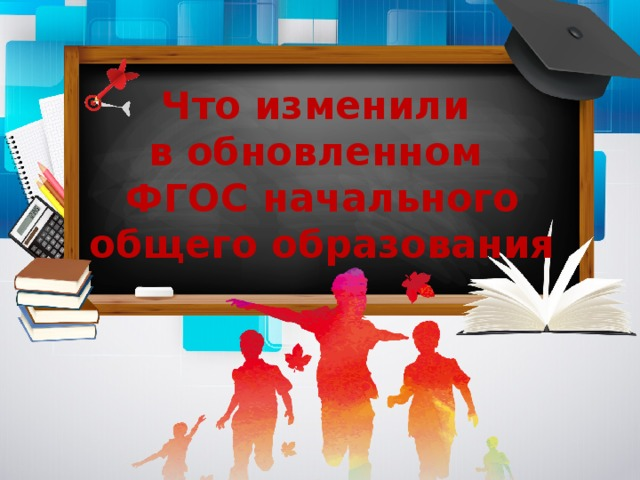 Что изменили
в обновленном
ФГОС начального
общего образования